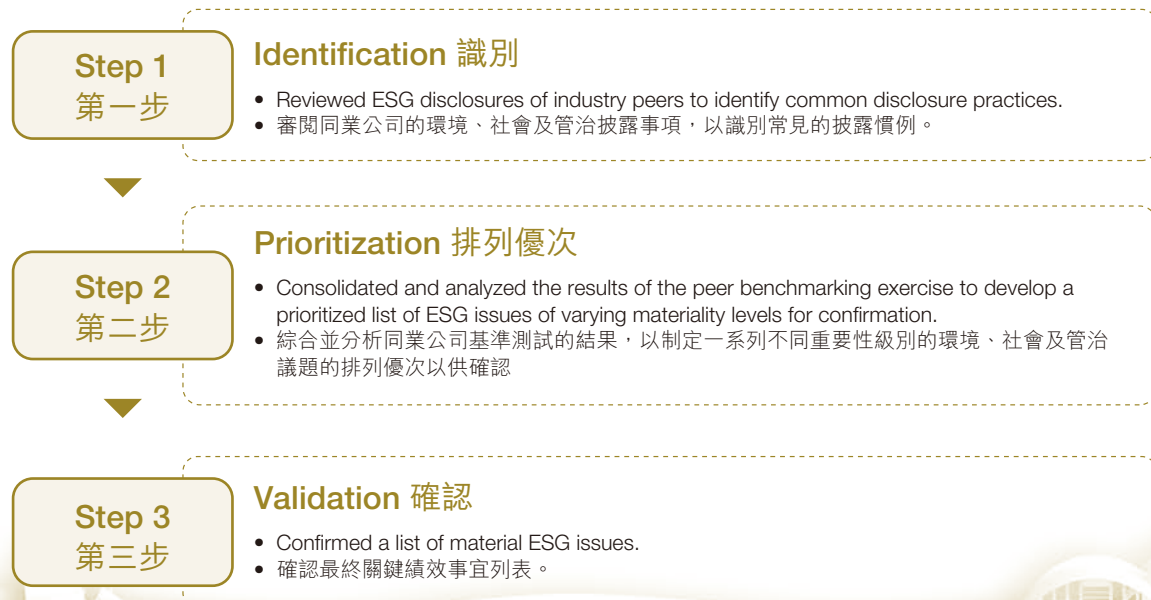 Step 1
第一步
Identification 識別
• Reviewed ESG disclosures of industry peers to identify common disclosure practices.
• 審閱同業公司的環境、社會及管治披露事項，以識別常見的披露慣例。
Step 2
第二步
Prioritization 排列優次
• Consolidated and analyzed the results of the peer benchmarking exercise to develop a
prioritized list of ESG issues of varying materiality levels for confirmation.
• 綜合並分析同業公司基準測試的結果，以制定一系列不同重要性級別的環境、社會及管治
議題的排列優次以供確認
Step 3
第三步
Validation 確認
• Confirmed a list of material ESG issues.
• 確認最終關鍵績效事宜列表。